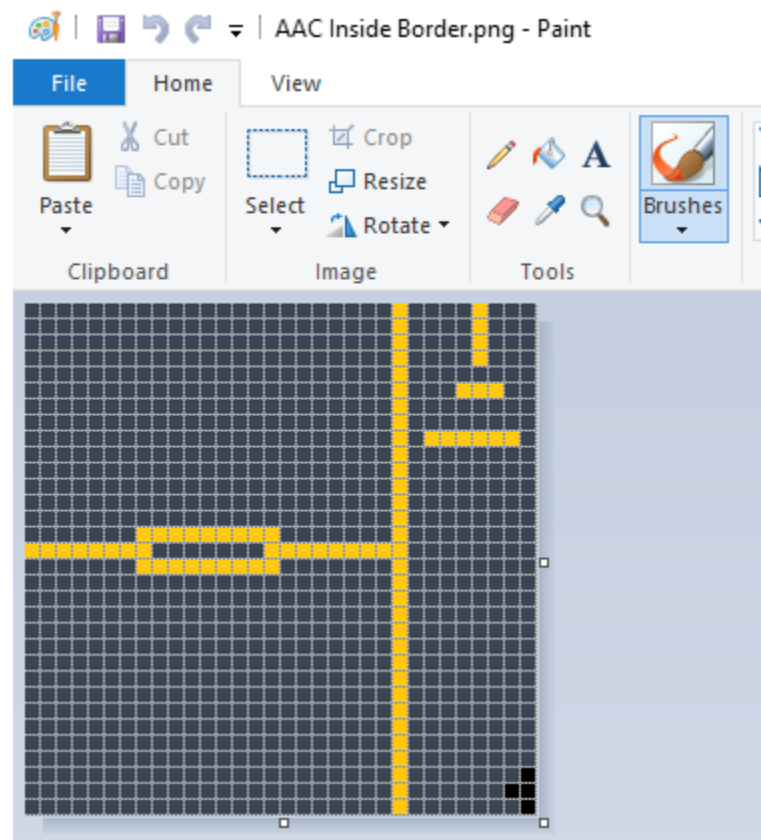 AAC Inside Border.png - Paint
File Home View
Paste Cut Copy
Select Crop Resize Rotate
A
Brushes
Clipboard Image Tools